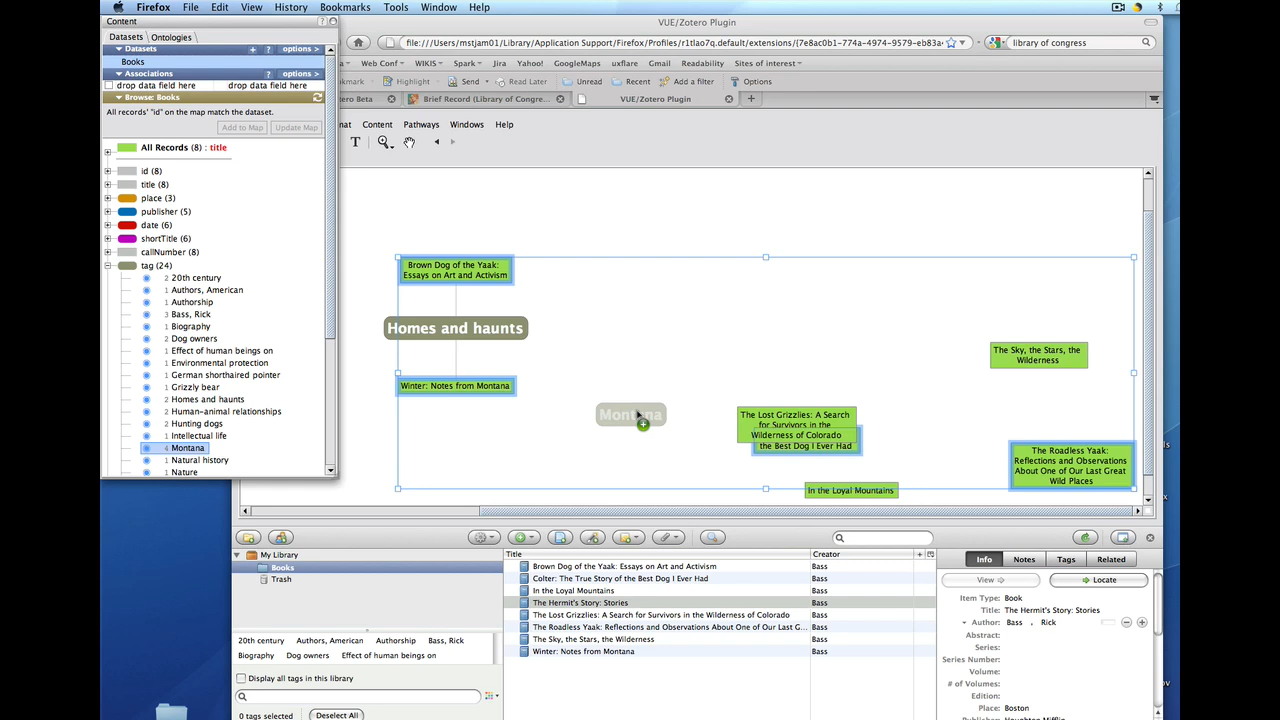 Firefox File Edit View History Bookmarks Tools Window Help
Content
VUE/Zotero Plugin
Datasets Ontologies
Datasets + ? options >
Books
Associations ? options >
drop data field here drop data field here
Browse: Books
All records' "id" on the map match the dataset.
Add to Map Update Map
All Records (8) : title
id (8)
title (8)
place (3)
publisher (5)
date (6)
shortTitle (6)
callNumber (8)
tag (24)
2 20th century
1 Authors, American
1 Authorship
3 Bass, Rick
1 Biography
2 Dog owners
1 Effect of human beings on
1 Environmental protection
1 German shorthaired pointer
1 Grizzly bear
2 Homes and haunts
2 Human-animal relationships
2 Hunting dogs
1 Intellectual life
4 Montana
1 Natural history
1 Nature
file:///Users/mstjam01/Library/Application Support/Firefox/Profiles/r1tlao7q.default/extensions/{7e8ac0b1-774a-4974-9579-eb83a
library of congress
Web Conf WIKIS Spark Jira Yahoo! GoogleMaps uxflare Gmail Readability Sites of interest
Highlight Send Read Later Unread Recent Add a filter Options
Brief Record (Library of Congre... VUE/Zotero Plugin
Content Pathways Windows Help
Brown Dog of the Yaak:
Essays on Art and Activism
Homes and haunts
Winter: Notes from Montana
Montana
The Sky, the Stars, the
Wilderness
The Lost Grizzlies: A Search
for Survivors in the
Wilderness of Colorado
the Best Dog I Ever Had
The Roadless Yaak:
Reflections and Observations
About One of Our Last Great
Wild Places
In the Loyal Mountains
My Library
Books
Trash
20th century Authors, American Authorship Bass, Rick
Biography Dog owners Effect of human beings on
Display all tags in this library
0 tags selected Deselect All
Title Creator
Brown Dog of the Yaak: Essays on Art and Activism Bass
Colter: The True Story of the Best Dog I Ever Had Bass
In the Loyal Mountains Bass
The Hermit's Story: Stories Bass
The Lost Grizzlies: A Search for Survivors in the Wilderness of Colorado Bass
The Roadless Yaak: Reflections and Observations About One of Our Last G... Bass
The Sky, the Stars, the Wilderness Bass
Winter: Notes from Montana Bass
Info Notes Tags Related
View Locate
Item Type: Book
Title: The Hermit's Story: Stories
Author: Bass , Rick
Abstract:
Series:
Series Number:
Volume:
# of Volumes:
Edition:
Place: Boston